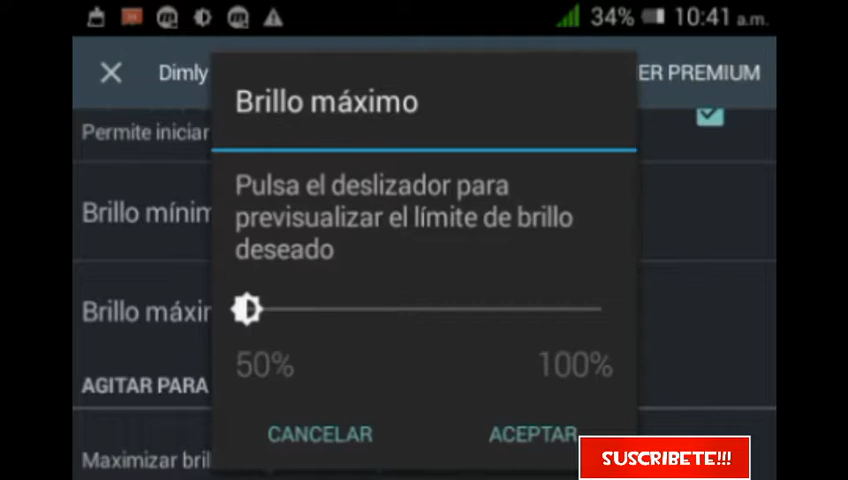 34% 10:41 a.m.
Dimly ER PREMIUM
Brillo máximo
Permite iniciar
Pulsa el deslizador para
previsualizar el límite de brillo
deseado
Brillo mínim
Brillo máxir
50% 100%
AGITAR PARA
CANCELAR ACEPTAR
Maximizar bril
SUSCRIBETE!!!